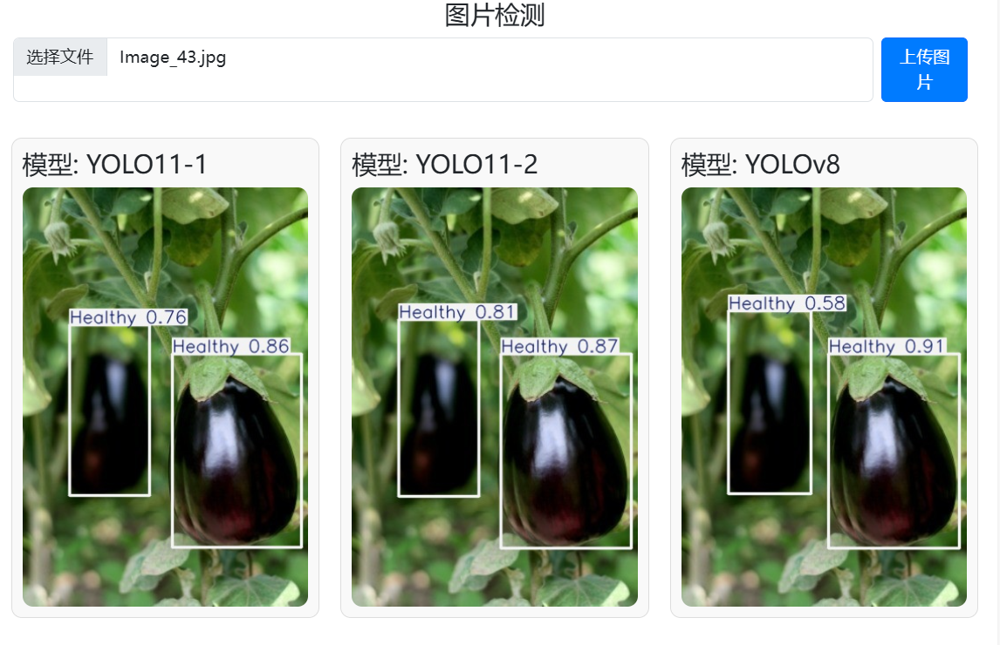 图片检测
选择文件 Image_43.jpg
上传图
片
模型: YOLO11-1
Healthy 0.76
Healthy 0.86
模型: YOLO11-2
Healthy 0.81
Healthy 0.87
模型: YOLOv8
Healthy 0.58
Healthy 0.91